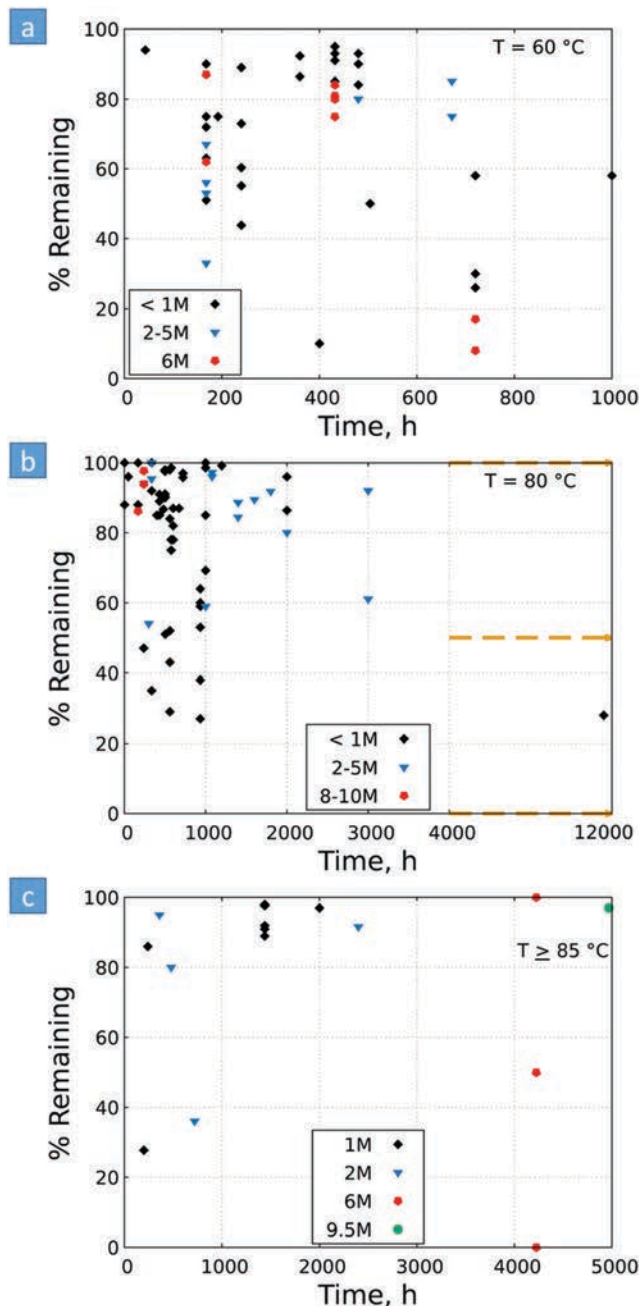 a
100
80
60
40
20
0
% Remaining
T = 60 °C
< 1M
2-5M
6M
200 400 600 800 1000
Time, h
b
100
80
60
40
20
0
% Remaining
T = 80 °C
< 1M
2-5M
8-10M
0 1000 2000 3000 4000 12000
Time, h
c
100
80
60
40
20
0
% Remaining
T ≥ 85 °C
1M
2M
6M
9.5M
0 1000 2000 3000 4000 5000
Time, h